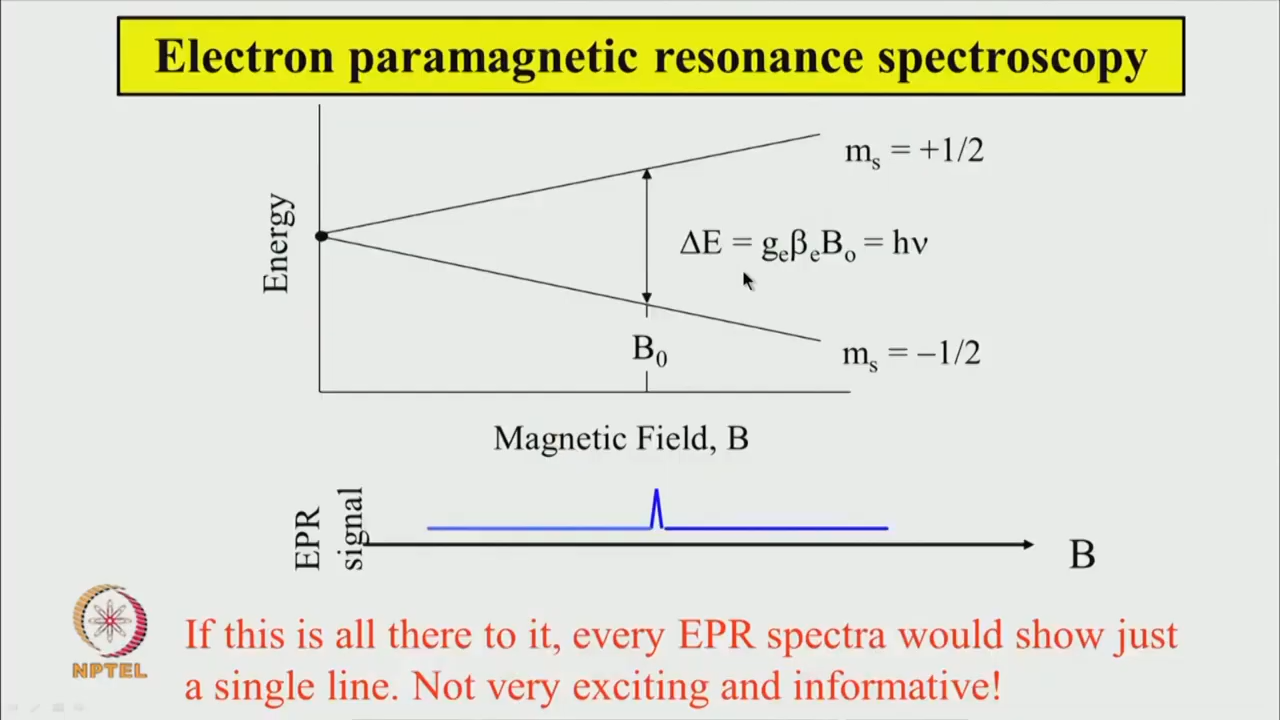 Electron paramagnetic resonance spectroscopy
mₛ = +1/2
Energy
ΔE = gₑβₑBₒ = hν
B₀
mₛ = –1/2
Magnetic Field, B
EPR
signal
B
If this is all there to it, every EPR spectra would show just
a single line. Not very exciting and informative!
NPTEL